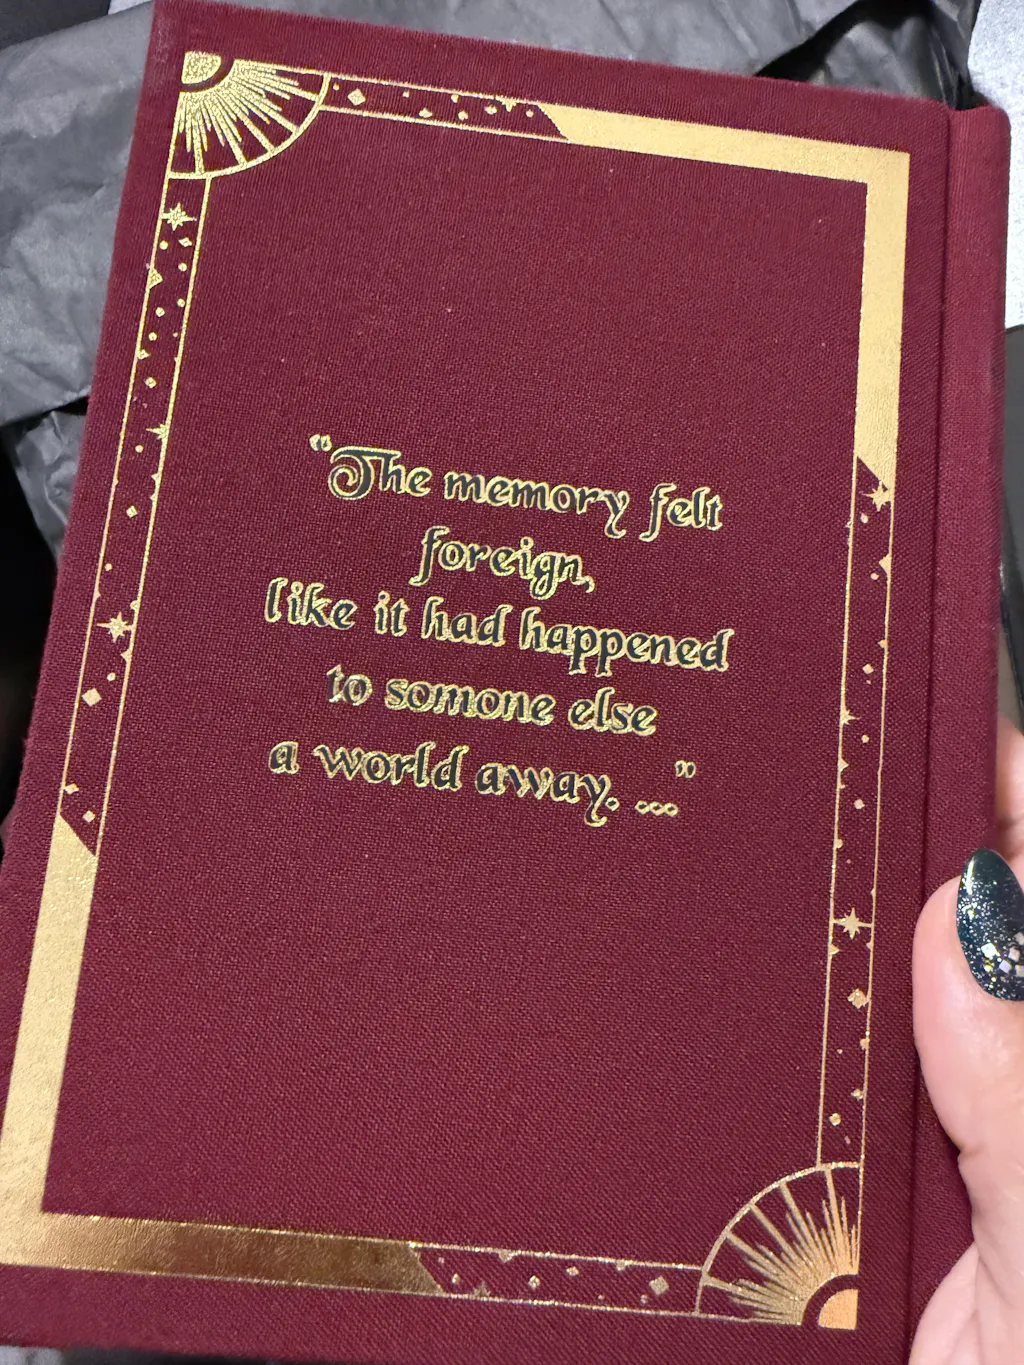 “The memory felt
foreign,
like it had happened
to somone else
a world away. ...”